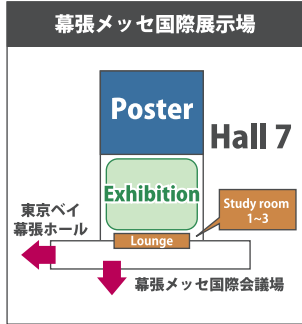 幕張メッセ国際展示場
Poster
Hall 7
Exhibition
Study room
1~3
Lounge
東京ベイ
幕張ホール
幕張メッセ国際会議場